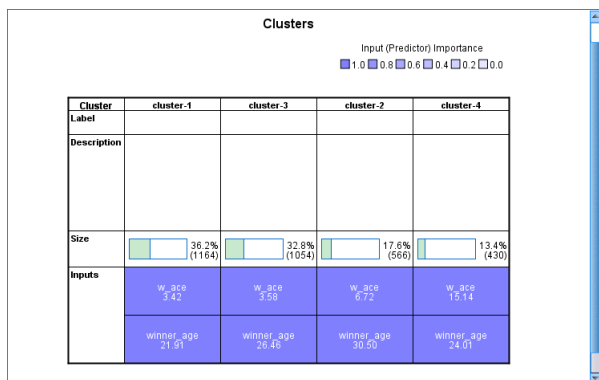 Clusters
Input (Predictor) Importance
1.0 0.8 0.6 0.4 0.2 0.0
Cluster cluster-1 cluster-3 cluster-2 cluster-4
Label
Description
Size
36.2% 32.8% 17.6% 13.4%
(1164) (1054) (566) (430)
Inputs
w_ace w_ace w_ace w_ace
3.42 3.58 6.72 15.14
winner_age winner_age winner_age winner_age
21.91 26.46 30.50 24.01